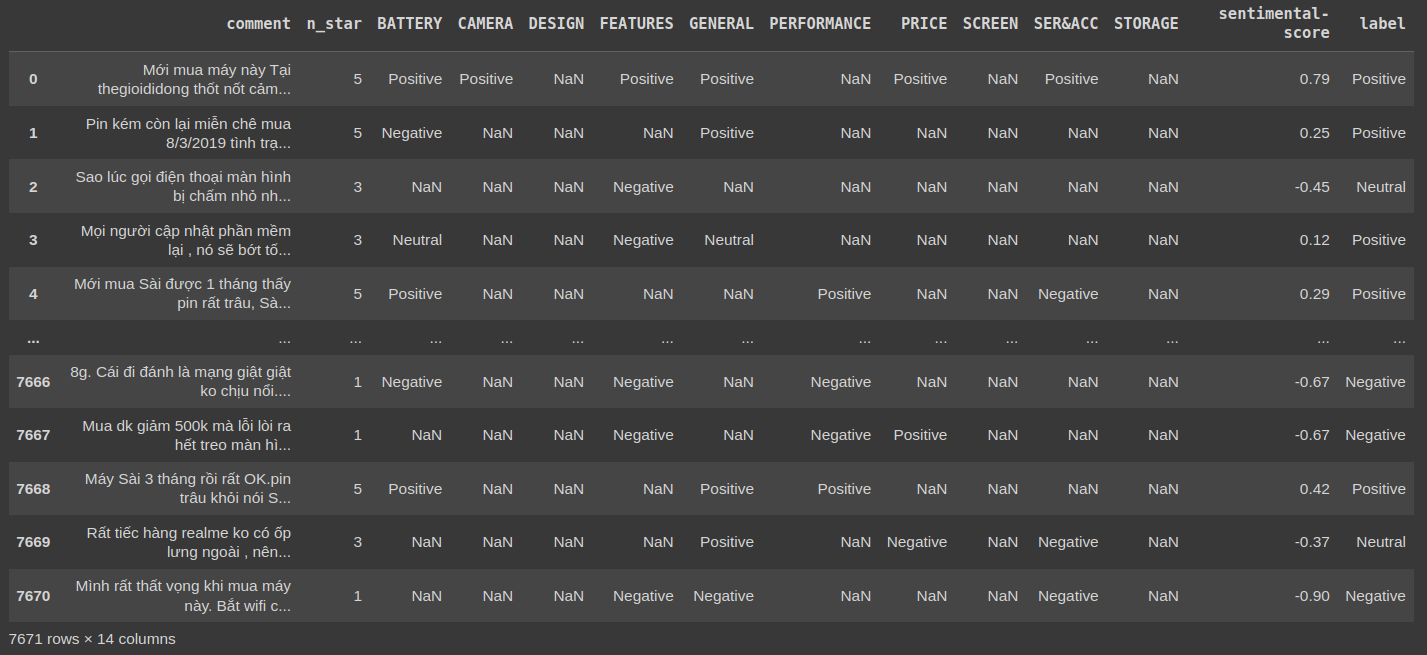 comment n_star BATTERY CAMERA DESIGN FEATURES GENERAL PERFORMANCE PRICE SCREEN SER&ACC STORAGE sentimental-score label
0 Mới mua máy này Tại thegioididong thốt nốt cảm... 5 Positive Positive NaN Positive Positive NaN Positive NaN Positive NaN 0.79 Positive
1 Pin kém còn lại miễn chê mua 8/3/2019 tình trạ... 5 Negative NaN NaN NaN Positive NaN NaN NaN NaN NaN 0.25 Positive
2 Sao lúc gọi điện thoại màn hình bị chấm nhỏ nh... 3 NaN NaN NaN Negative NaN NaN NaN NaN NaN NaN -0.45 Neutral
3 Mọi người cập nhật phần mềm lại , nó sẽ bớt tố... 3 Neutral NaN NaN Negative Neutral NaN NaN NaN NaN NaN 0.12 Positive
4 Mới mua Sài được 1 tháng thấy pin rất trâu, Sà... 5 Positive NaN NaN NaN NaN Positive NaN NaN Negative NaN 0.29 Positive
... ... ... ... ... ... ... ... ... ... ... ... ... ... ...
7666 8g. Cái đi đánh là mạng giật giật ko chịu nổi.... 1 Negative NaN NaN Negative NaN Negative NaN NaN NaN NaN -0.67 Negative
7667 Mua dk giảm 500k mà lỗi lòi ra hết treo màn hì... 1 NaN NaN NaN Negative NaN Negative Positive NaN NaN NaN -0.67 Negative
7668 Máy Sài 3 tháng rồi rất OK.pin trâu khỏi nói S... 5 Positive NaN NaN NaN Positive Positive NaN NaN NaN NaN 0.42 Positive
7669 Rất tiếc hàng realme ko có ốp lưng ngoài , nên... 3 NaN NaN NaN NaN Positive NaN Negative NaN Negative NaN -0.37 Neutral
7670 Mình rất thất vọng khi mua máy này. Bắt wifi c... 1 NaN NaN NaN Negative Negative NaN NaN NaN Negative NaN -0.90 Negative
7671 rows × 14 columns